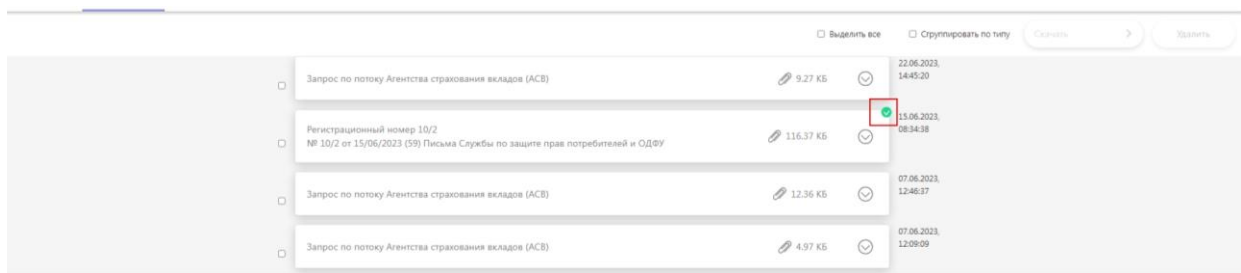 Выделить все
Сгруппировать по типу
Скачать
Удалить
Запрос по потоку Агентства страхования вкладов (АСВ)
9.27 КБ
22.06.2023,
14:45:20
Регистрационный номер 10/2
№ 10/2 от 15/06/2023 (59) Письма Службы по защите прав потребителей и ОДФУ
116.37 КБ
15.06.2023,
08:34:38
Запрос по потоку Агентства страхования вкладов (АСВ)
12.36 КБ
07.06.2023,
12:46:37
Запрос по потоку Агентства страхования вкладов (АСВ)
4.97 КБ
07.06.2023,
12:09:09